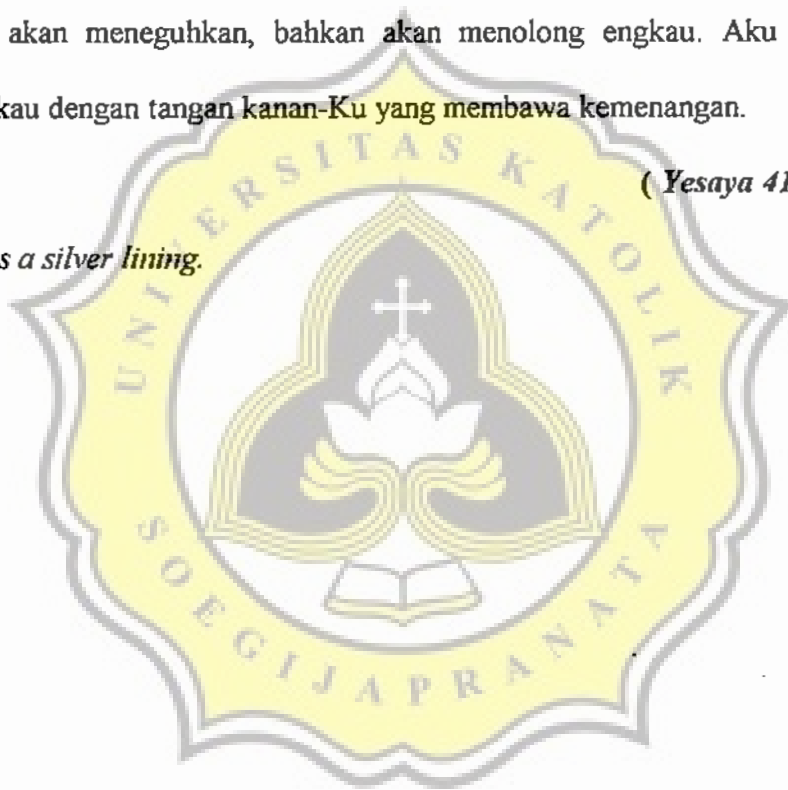 akan meneguhkan, bahkan akan menolong engkau. Aku
kau dengan tangan kanan-Ku yang membawa kemenangan.
( Yesaya 41
s a silver lining.
UNIVERSITAS KATOLIK
SOEGIJAPRANATA